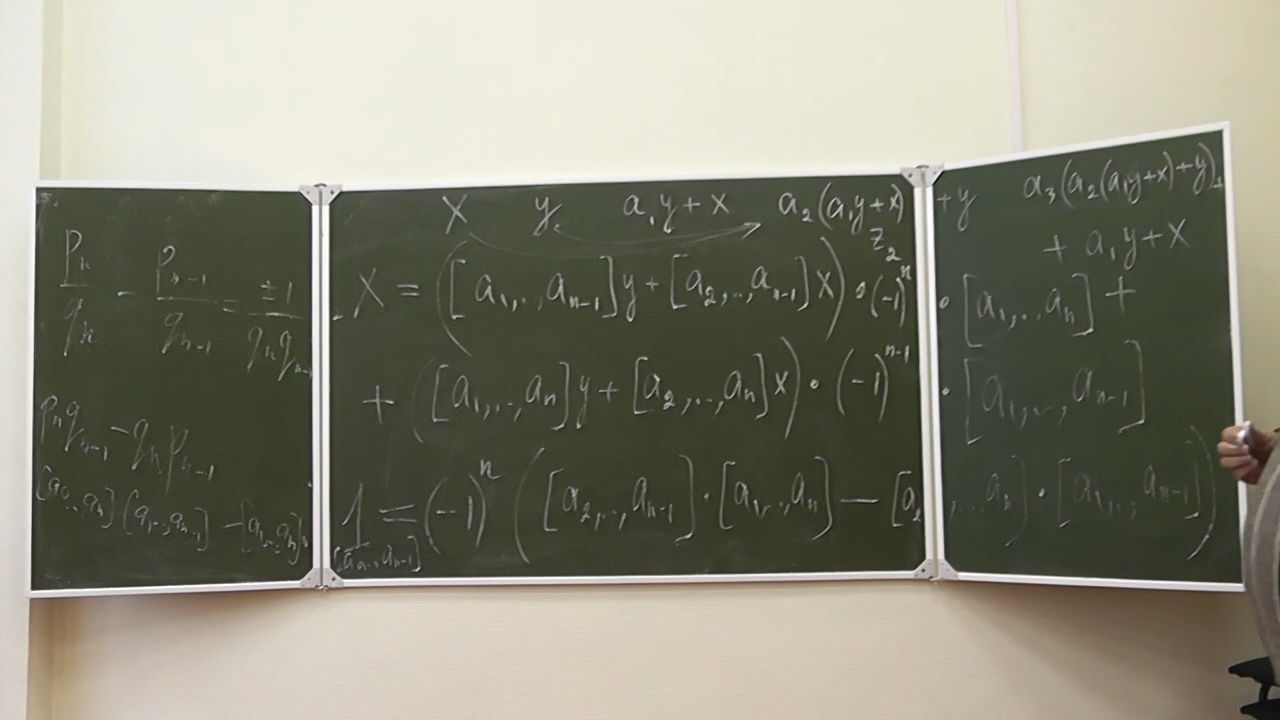 p_n/q_n − p_{n-1}/q_{n-1} = ±1/(q_n q_{n-1})
p_n q_{n-1} − q_n p_{n-1}
[a_0,..,a_n] [a_1,..,a_{n-1}] − [a_1,..,a_n] ·
x y a_1y+x a_2(a_1y+x)+y a_3(a_2(a_1y+x)+y)+
z_2 + a_1y+x
x = ([a_1,..,a_{n-1}]y+[a_2,..,a_{n-1}]x)·(-1)^n ·[a_1,..a_n] +
+ ([a_1,..,a_n]y+[a_2,..,a_n]x)·(-1)^{n-1} ·[a_1,..,a_{n-1}]
1 = (-1)^n ([a_2,..,a_{n-1}]·[a_1,..,a_n] — [a_2,..,a_n]·[a_1,..,a_{n-1}])
[a_0..,a_{n-1}]